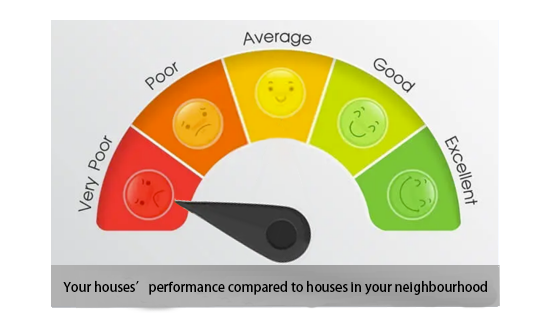 Average
Poor
Good
Very Poor
Excellent
Your houses’ performance compared to houses in your neighbourhood